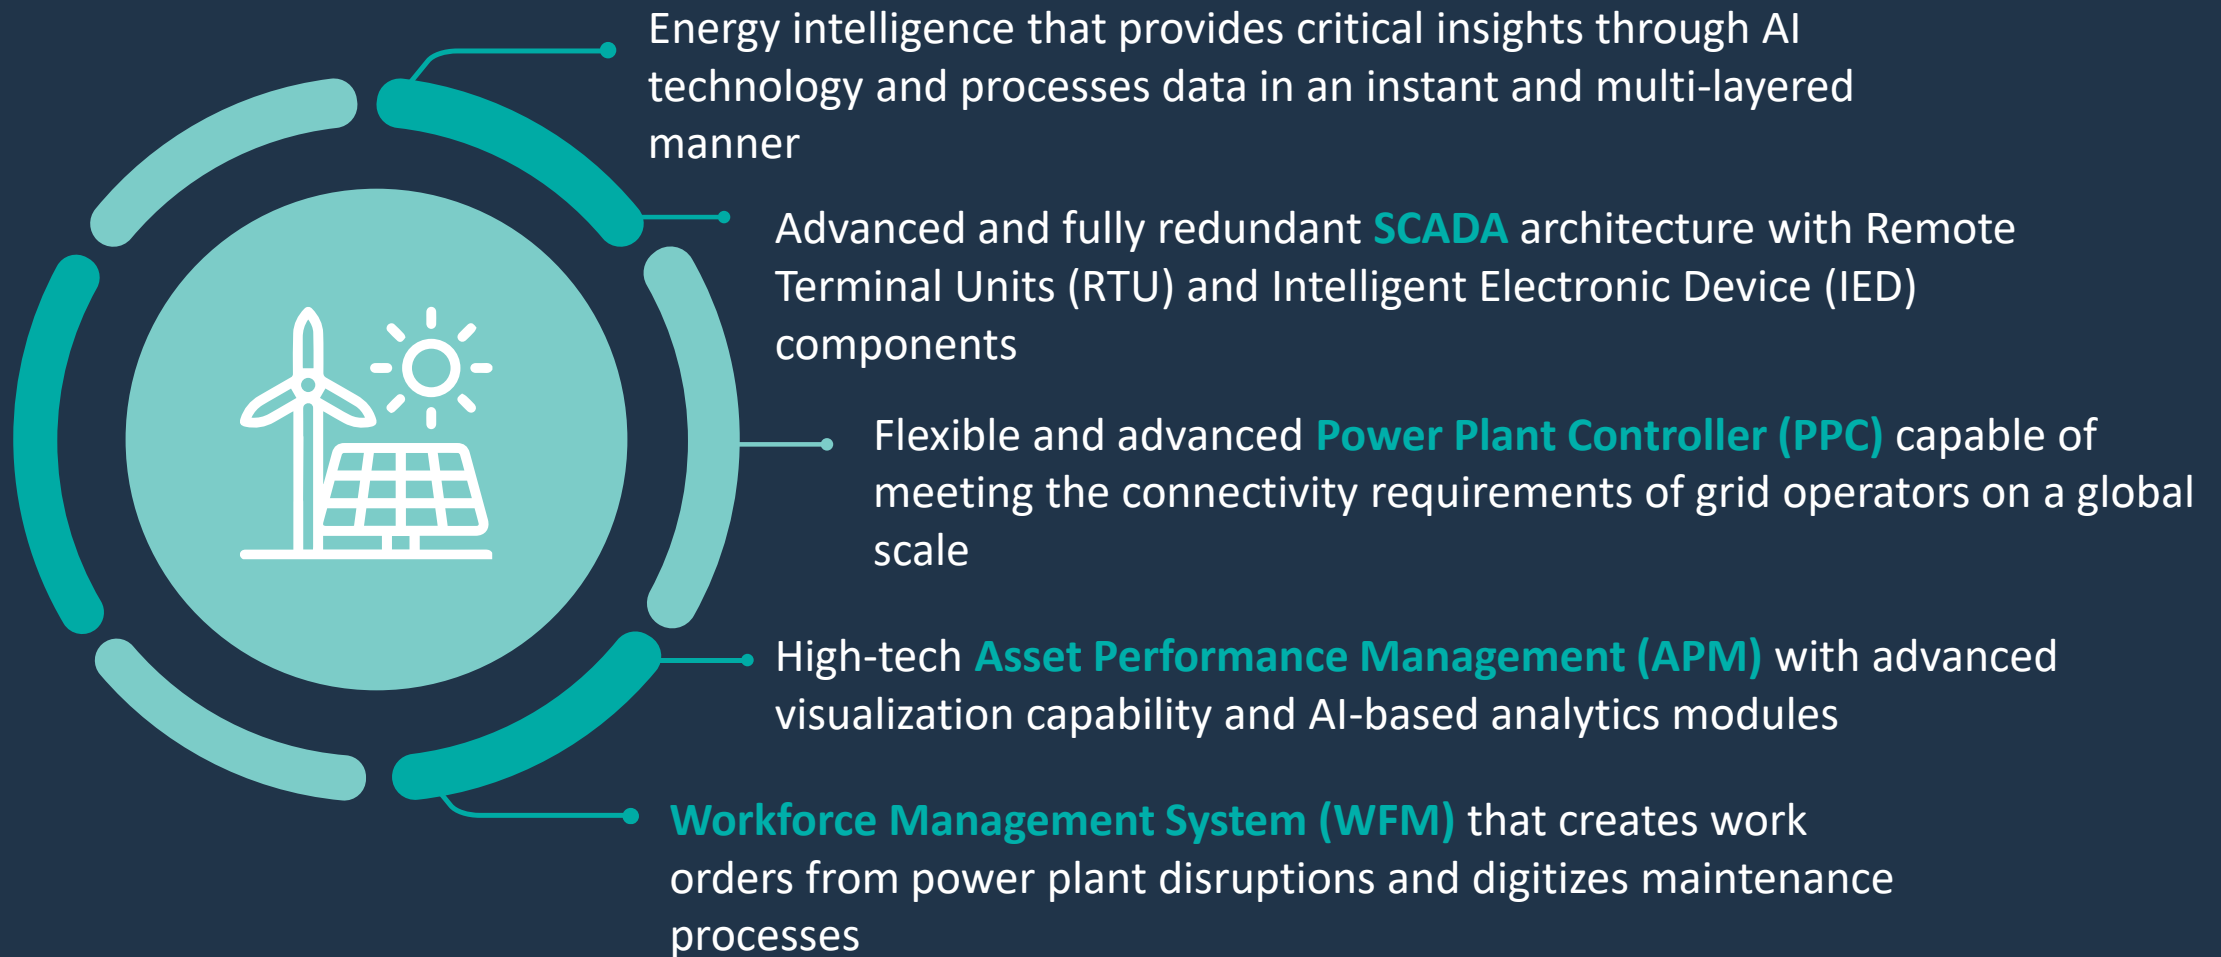 Energy intelligence that provides critical insights through AI
technology and processes data in an instant and multi-layered
manner
Advanced and fully redundant SCADA architecture with Remote
Terminal Units (RTU) and Intelligent Electronic Device (IED)
components
Flexible and advanced Power Plant Controller (PPC) capable of
meeting the connectivity requirements of grid operators on a global
scale
High-tech Asset Performance Management (APM) with advanced
visualization capability and AI-based analytics modules
Workforce Management System (WFM) that creates work
orders from power plant disruptions and digitizes maintenance
processes